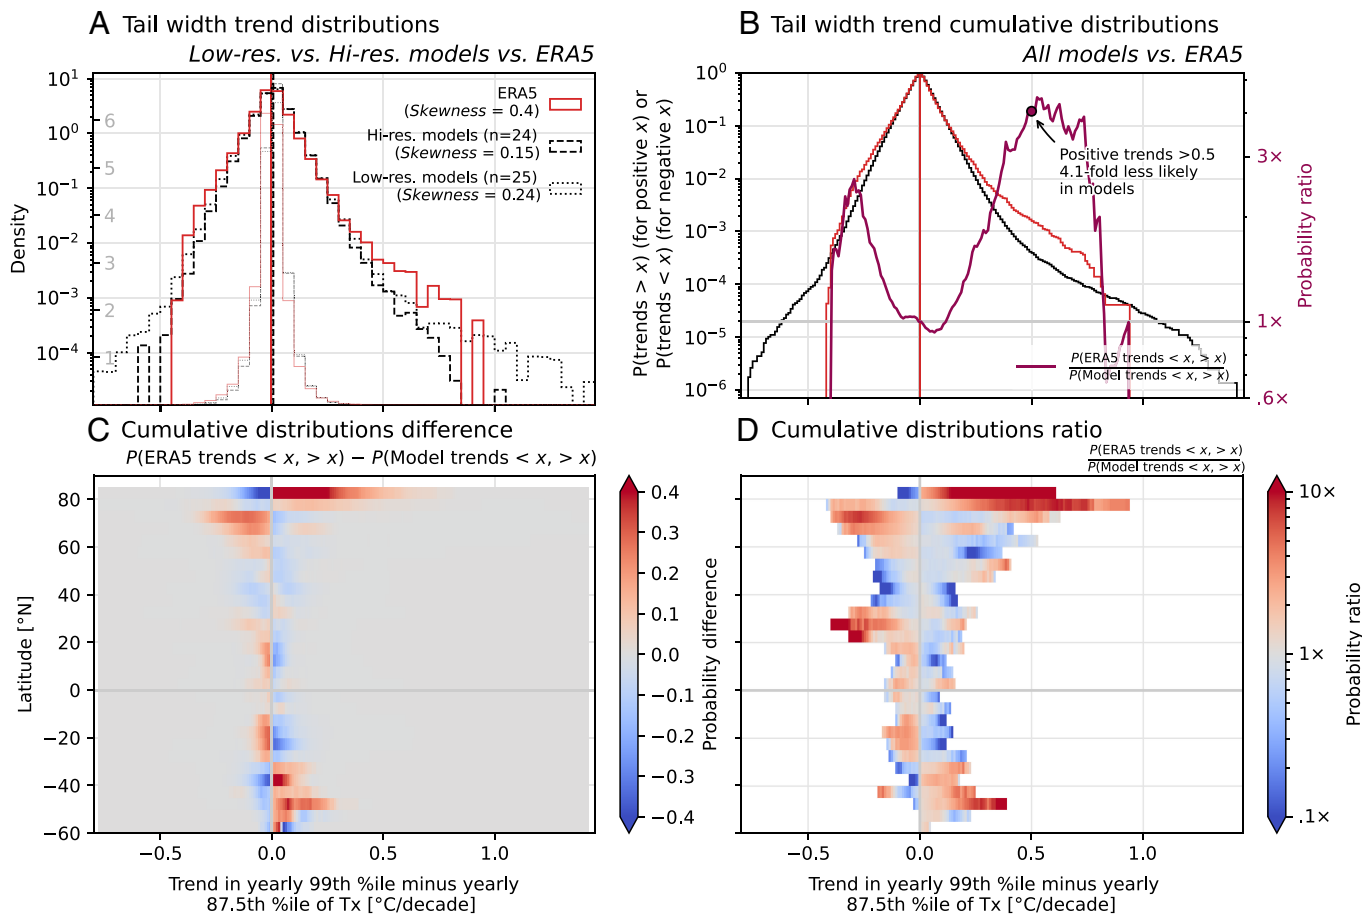 A Tail width trend distributions
Low-res. vs. Hi-res. models vs. ERA5
10¹
10⁰
10⁻¹
10⁻²
10⁻³
10⁻⁴
Density
6
5
4
3
2
1
ERA5
(Skewness = 0.4)
Hi-res. models (n=24)
(Skewness = 0.15)
Low-res. models (n=25)
(Skewness = 0.24)
B Tail width trend cumulative distributions
All models vs. ERA5
P(trends > x) (for positive x) or
P(trends < x) (for negative x)
10⁰
10⁻¹
10⁻²
10⁻³
10⁻⁴
10⁻⁵
10⁻⁶
Positive trends >0.5
4.1-fold less likely
in models
P(ERA5 trends < x, > x)
P(Model trends < x, > x)
3×
1×
.6×
Probability ratio
C Cumulative distributions difference
P(ERA5 trends < x, > x) − P(Model trends < x, > x)
Latitude [°N]
80
60
40
20
0
−20
−40
−60
−0.5
0.0
0.5
1.0
Trend in yearly 99th %ile minus yearly
87.5th %ile of Tx [°C/decade]
0.4
0.3
0.2
0.1
0.0
−0.1
−0.2
−0.3
−0.4
Probability difference
D Cumulative distributions ratio
P(ERA5 trends < x, > x)
P(Model trends < x, > x)
−0.5
0.0
0.5
1.0
Trend in yearly 99th %ile minus yearly
87.5th %ile of Tx [°C/decade]
10×
1×
.1×
Probability ratio